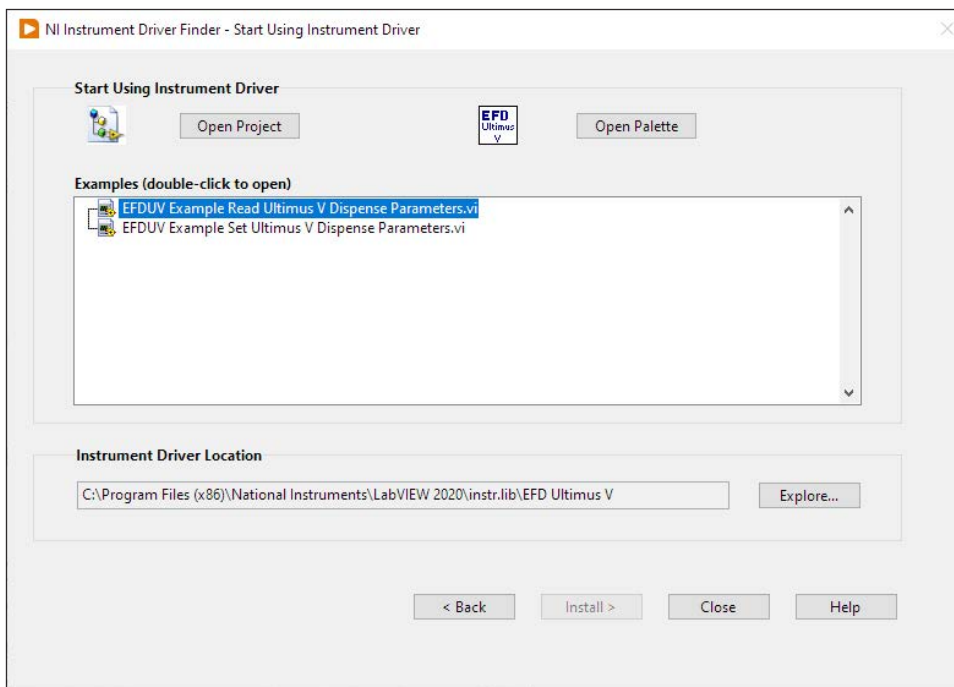 NI Instrument Driver Finder - Start Using Instrument Driver
Start Using Instrument Driver
Open Project
EFD
Ultimus
V
Open Palette
Examples (double-click to open)
EFDUV Example Read Ultimus V Dispense Parameters.vi
EFDUV Example Set Ultimus V Dispense Parameters.vi
Instrument Driver Location
C:\Program Files (x86)\National Instruments\LabVIEW 2020\instr.lib\EFD Ultimus V
Explore...
< Back
Install >
Close
Help